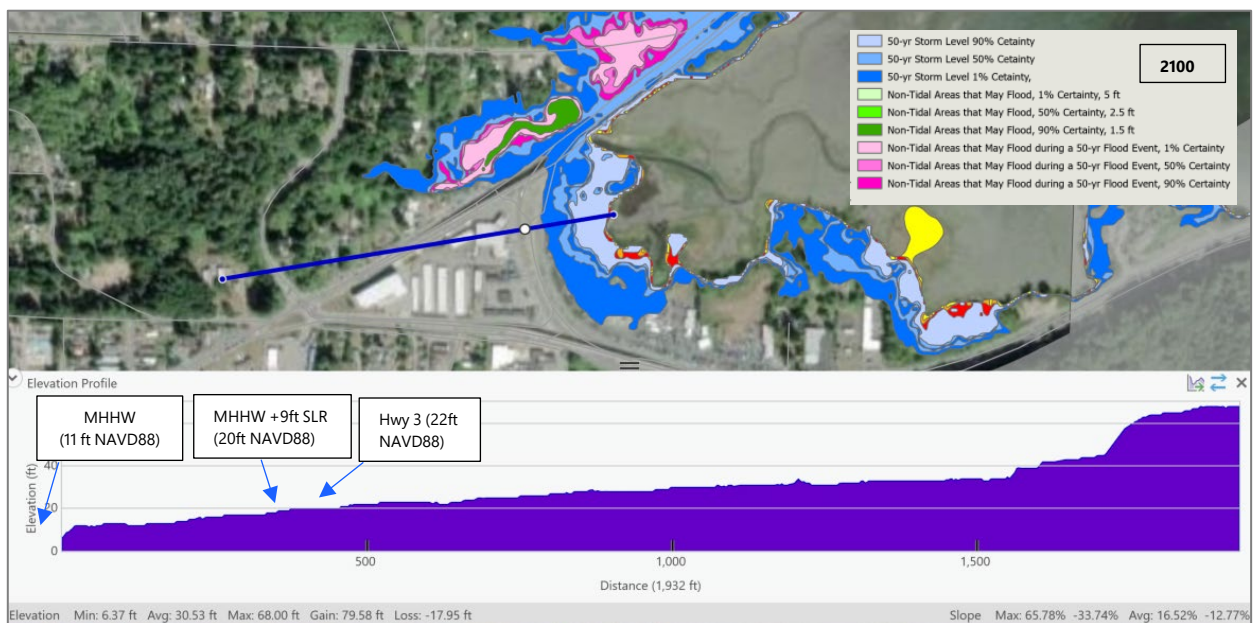 50-yr Storm Level 90% Cetainty
50-yr Storm Level 50% Cetainty
50-yr Storm Level 1% Cetainty,
Non-Tidal Areas that May Flood, 1% Certainty, 5 ft
Non-Tidal Areas that May Flood, 50% Certainty, 2.5 ft
Non-Tidal Areas that May Flood, 90% Certainty, 1.5 ft
Non-Tidal Areas that May Flood during a 50-yr Flood Event, 1% Certainty
Non-Tidal Areas that May Flood during a 50-yr Flood Event, 50% Certainty
Non-Tidal Areas that May Flood during a 50-yr Flood Event, 90% Certainty
2100
Elevation Profile
MHHW
(11 ft NAVD88)
MHHW +9ft SLR
(20ft NAVD88)
Hwy 3 (22ft
NAVD88)
Elevation (ft)
40
20
0
500
1,000
1,500
Distance (1,932 ft)
Elevation Min: 6.37 ft Avg: 30.53 ft Max: 68.00 ft Gain: 79.58 ft Loss: -17.95 ft
Slope Max: 65.78% -33.74% Avg: 16.52% -12.77%